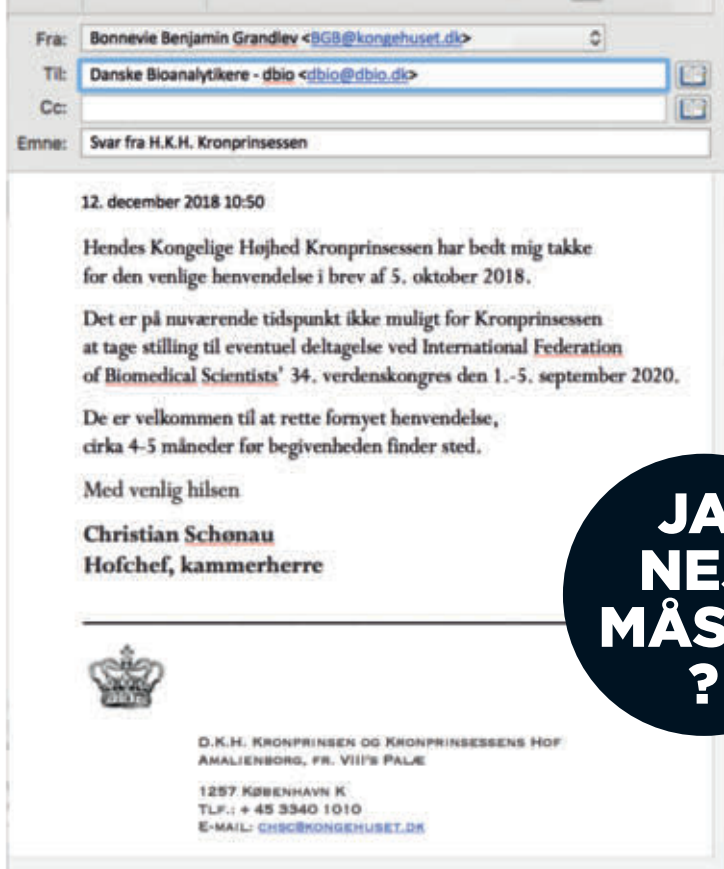 Fra: Bonnevie Benjamin Grandlev <BGB@kongehuset.dk>
Til: Danske Bioanalytikere - dbio <dbio@dbio.dk>
Cc:
Emne: Svar fra H.K.H. Kronprinsessen
12. december 2018 10:50
Hendes Kongelige Højhed Kronprinsessen har bedt mig takke
for den venlige henvendelse i brev af 5. oktober 2018.
Det er på nuværende tidspunkt ikke muligt for Kronprinsessen
at tage stilling til eventuel deltagelse ved International Federation
of Biomedical Scientists' 34. verdenskongres den 1.-5. september 2020.
De er velkommen til at rette fornyet henvendelse,
cirka 4-5 måneder før begivenheden finder sted.
Med venlig hilsen
Christian Schønau
Hofchef, kammerherre
JA
?
D.K.H. KRONPRINSEN OG KRONPRINSESSENS HOF
AMALIENBORG, FR. VIII'S PALÆ
1257 KØBENHAVN K
TLF.: + 45 3340 1010
E-MAIL: CHSC@KONGEHUSET.DK